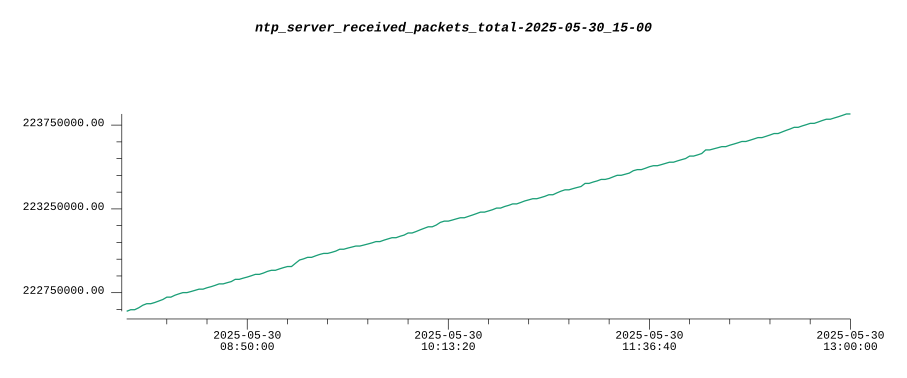 ntp_server_received_packets_total-2025-05-30_15-00
223750000.00
223250000.00
222750000.00
2025-05-30 2025-05-30 2025-05-30 2025-05-30
08:50:00 10:13:20 11:36:40 13:00:00